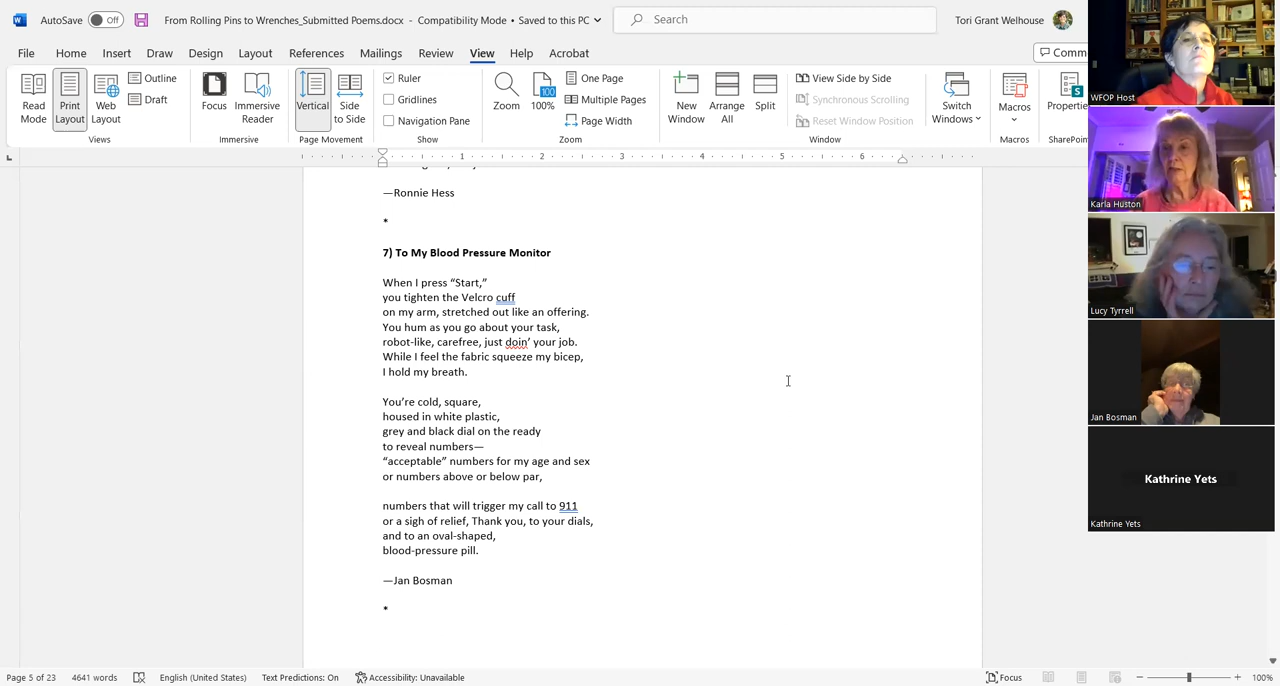 AutoSave Off From Rolling Pins to Wrenches_Submitted Poems.docx - Compatibility Mode • Saved to this PC Search Tori Grant Welhouse
File Home Insert Draw Design Layout References Mailings Review View Help Acrobat Comm
Read Mode
Print Layout
Web Layout
Outline
Draft
Views
Focus
Immersive Reader
Immersive
Vertical
Side to Side
Page Movement
Ruler
Gridlines
Navigation Pane
Show
Zoom
100
100%
One Page
Multiple Pages
Page Width
Zoom
New Window
Arrange All
Split
View Side by Side
Synchronous Scrolling
Reset Window Position
Window
Switch Windows
Macros
Macros
Properties
SharePoint
1 2 3 4 5 6
—Ronnie Hess
*
7) To My Blood Pressure Monitor
When I press “Start,”
you tighten the Velcro cuff
on my arm, stretched out like an offering.
You hum as you go about your task,
robot-like, carefree, just doin’ your job.
While I feel the fabric squeeze my bicep,
I hold my breath.
You’re cold, square,
housed in white plastic,
grey and black dial on the ready
to reveal numbers—
“acceptable” numbers for my age and sex
or numbers above or below par,
numbers that will trigger my call to 911
or a sigh of relief, Thank you, to your dials,
and to an oval-shaped,
blood-pressure pill.
—Jan Bosman
*
WFOP Host
Karla Huston
Lucy Tyrrell
Jan Bosman
Kathrine Yets
Kathrine Yets
Page 5 of 23 4641 words English (United States) Text Predictions: On Accessibility: Unavailable Focus 100%